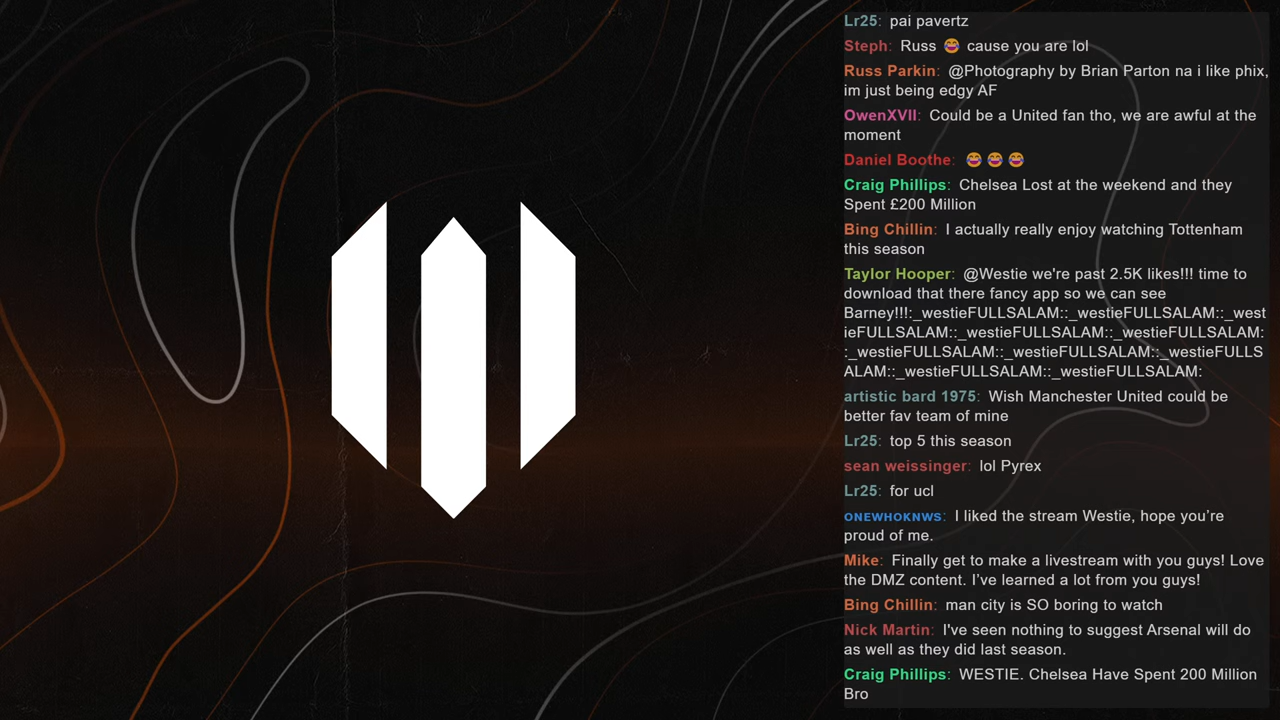 Lr25: pai pavertz
Steph: Russ 😂 cause you are lol
Russ Parkin: @Photography by Brian Parton na i like phix,
im just being edgy AF
OwenXVII: Could be a United fan tho, we are awful at the
moment
Daniel Boothe: 😂 😂 😂
Craig Phillips: Chelsea Lost at the weekend and they
Spent £200 Million
Bing Chillin: I actually really enjoy watching Tottenham
this season
Taylor Hooper: @Westie we're past 2.5K likes!!! time to
download that there fancy app so we can see
Barney!!!:_westieFULLSALAM::_westieFULLSALAM::_west
ieFULLSALAM::_westieFULLSALAM::_westieFULLSALAM:
:_westieFULLSALAM::_westieFULLSALAM::_westieFULLS
ALAM::_westieFULLSALAM::_westieFULLSALAM:
artistic bard 1975: Wish Manchester United could be
better fav team of mine
Lr25: top 5 this season
sean weissinger: lol Pyrex
Lr25: for ucl
ᴏɴᴇᴡʜᴏᴋɴᴡs: I liked the stream Westie, hope you’re
proud of me.
Mike: Finally get to make a livestream with you guys! Love
the DMZ content. I’ve learned a lot from you guys!
Bing Chillin: man city is SO boring to watch
Nick Martin: I've seen nothing to suggest Arsenal will do
as well as they did last season.
Craig Phillips: WESTIE. Chelsea Have Spent 200 Million
Bro